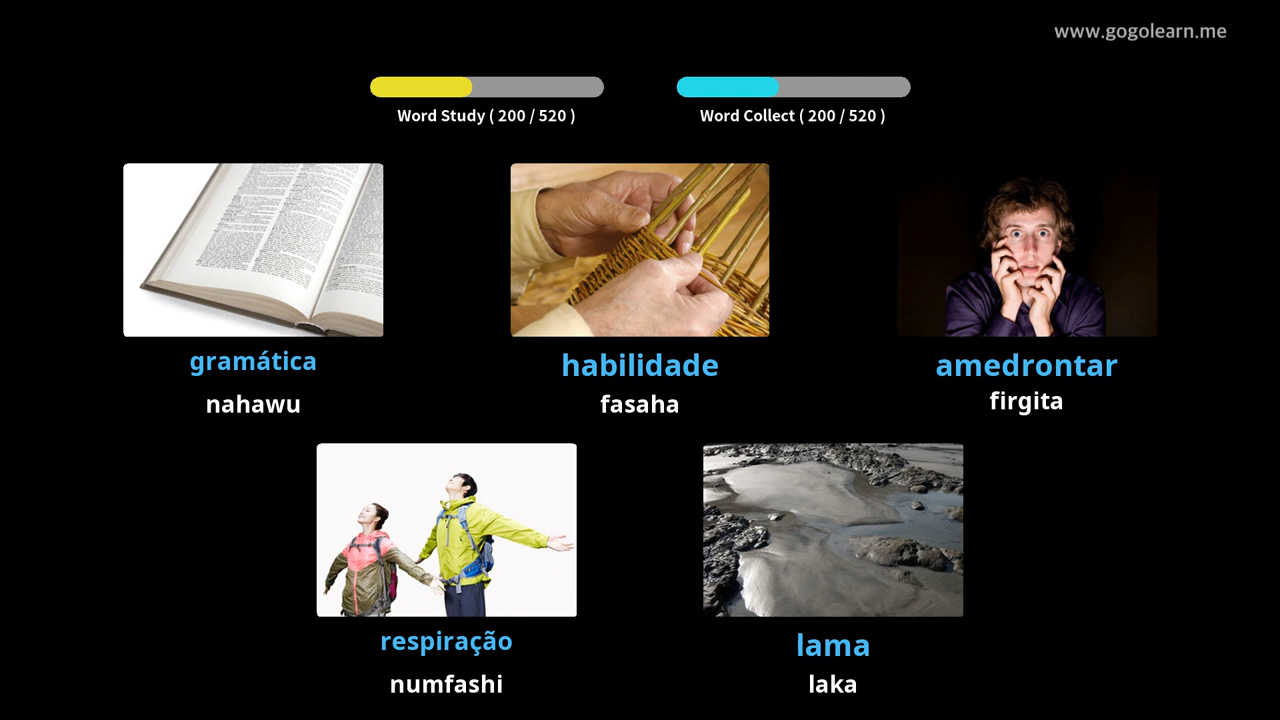 www.gogolearn.me
Word Study ( 200 / 520 )
Word Collect ( 200 / 520 )
gramática
nahawu
habilidade
fasaha
amedrontar
firgita
respiração
numfashi
lama
laka